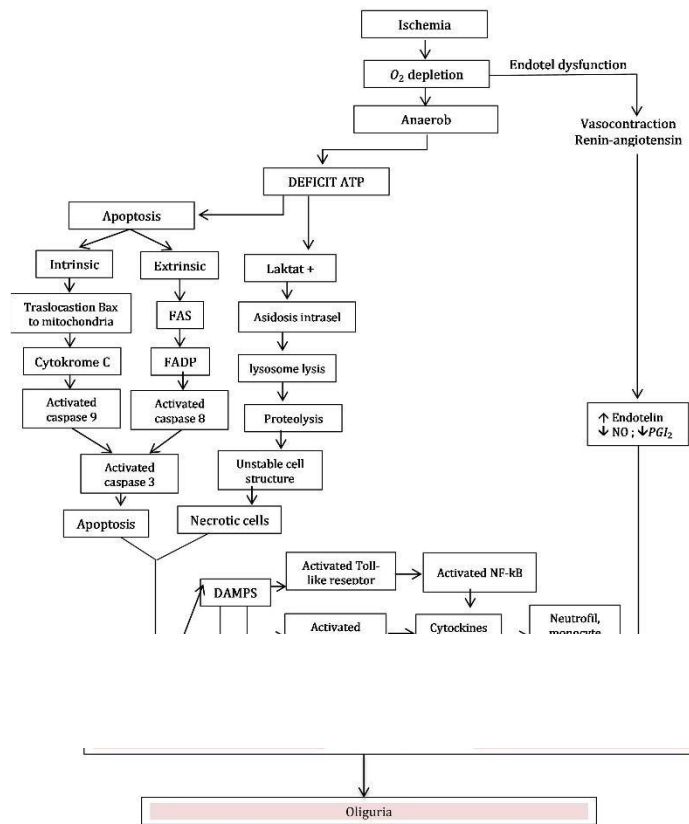 Ischemia
O₂ depletion
Endotel dysfunction
Anaerob
Vasocontraction
Renin-angiotensin
DEFICIT ATP
Apoptosis
Intrinsic
Extrinsic
Laktat +
Traslocastion Bax
to mitochondria
FAS
Asidosis intrasel
Cytokrome C
FADP
lysosome lysis
Activated
caspase 9
Activated
caspase 8
Proteolysis
↑ Endotelin
↓ NO ; ↓PGI₂
Activated
caspase 3
Unstable cell
structure
Apoptosis
Necrotic cells
Activated Toll-
like reseptor
Activated NF-kB
DAMPS
Activated
Cytockines
Neutrofil,
monocyte
Oliguria